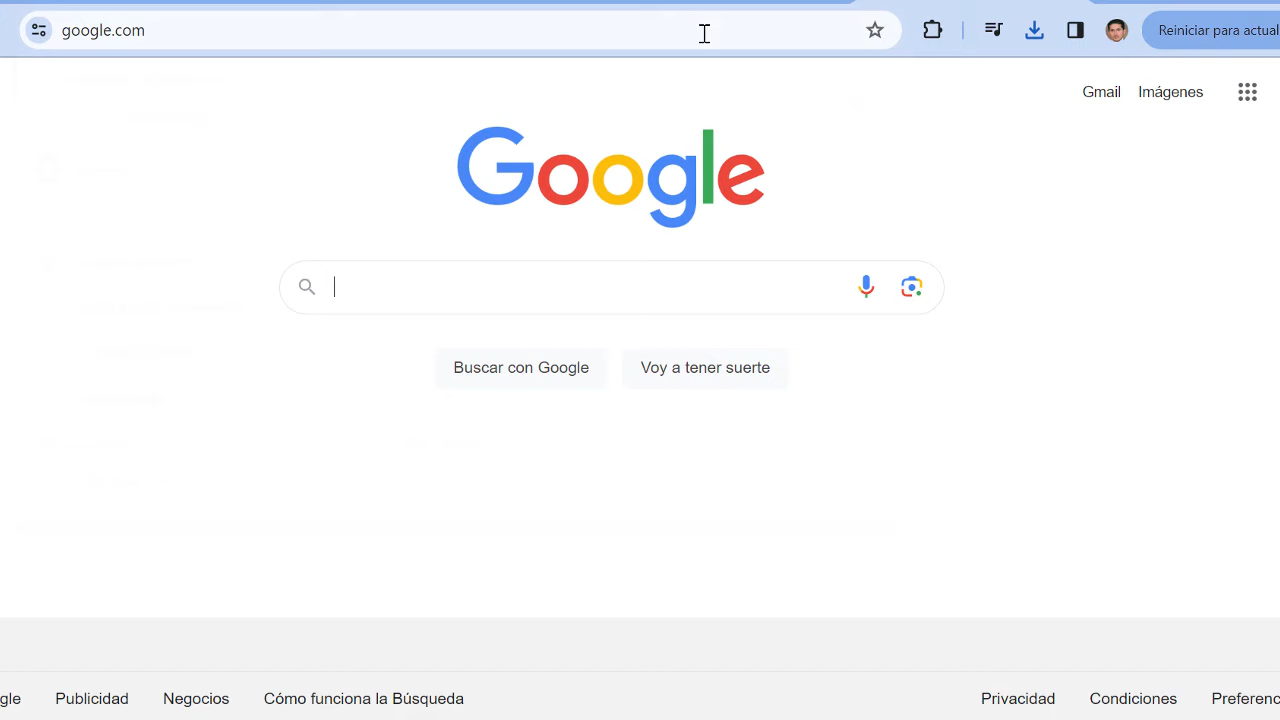 google.com
Reiniciar para actual
Gmail Imágenes
Google
Buscar con Google Voy a tener suerte
gle Publicidad Negocios Cómo funciona la Búsqueda Privacidad Condiciones Preferenc